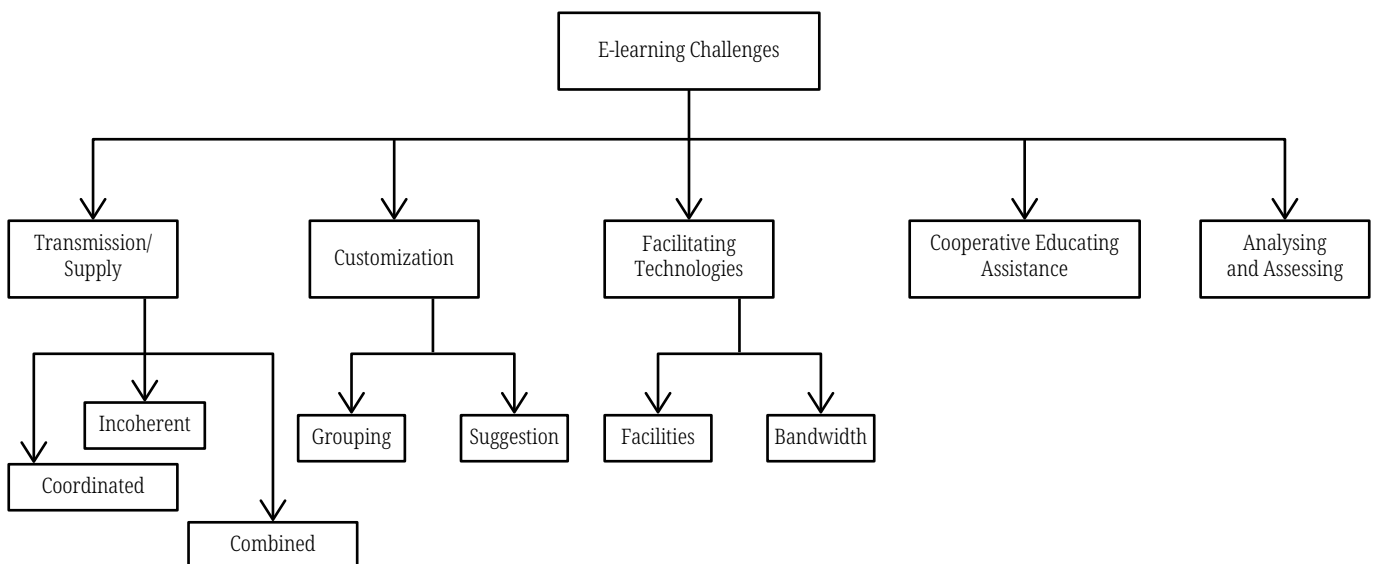 E-learning Challenges
Transmission/
Supply
Customization
Facilitating
Technologies
Cooperative Educating
Assistance
Analysing
and Assessing
Incoherent
Coordinated
Combined
Grouping
Suggestion
Facilities
Bandwidth